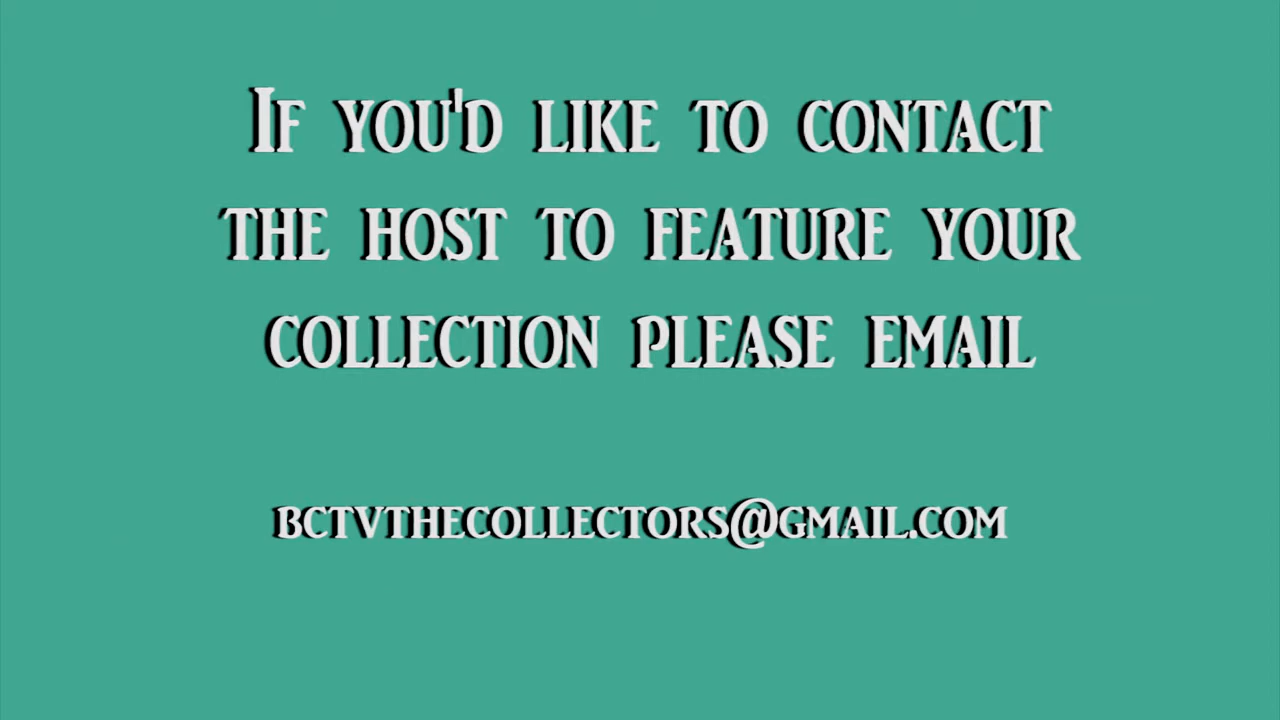 If you'd like to contact
the host to feature your
collection please email
bctvthecollectors@gmail.com